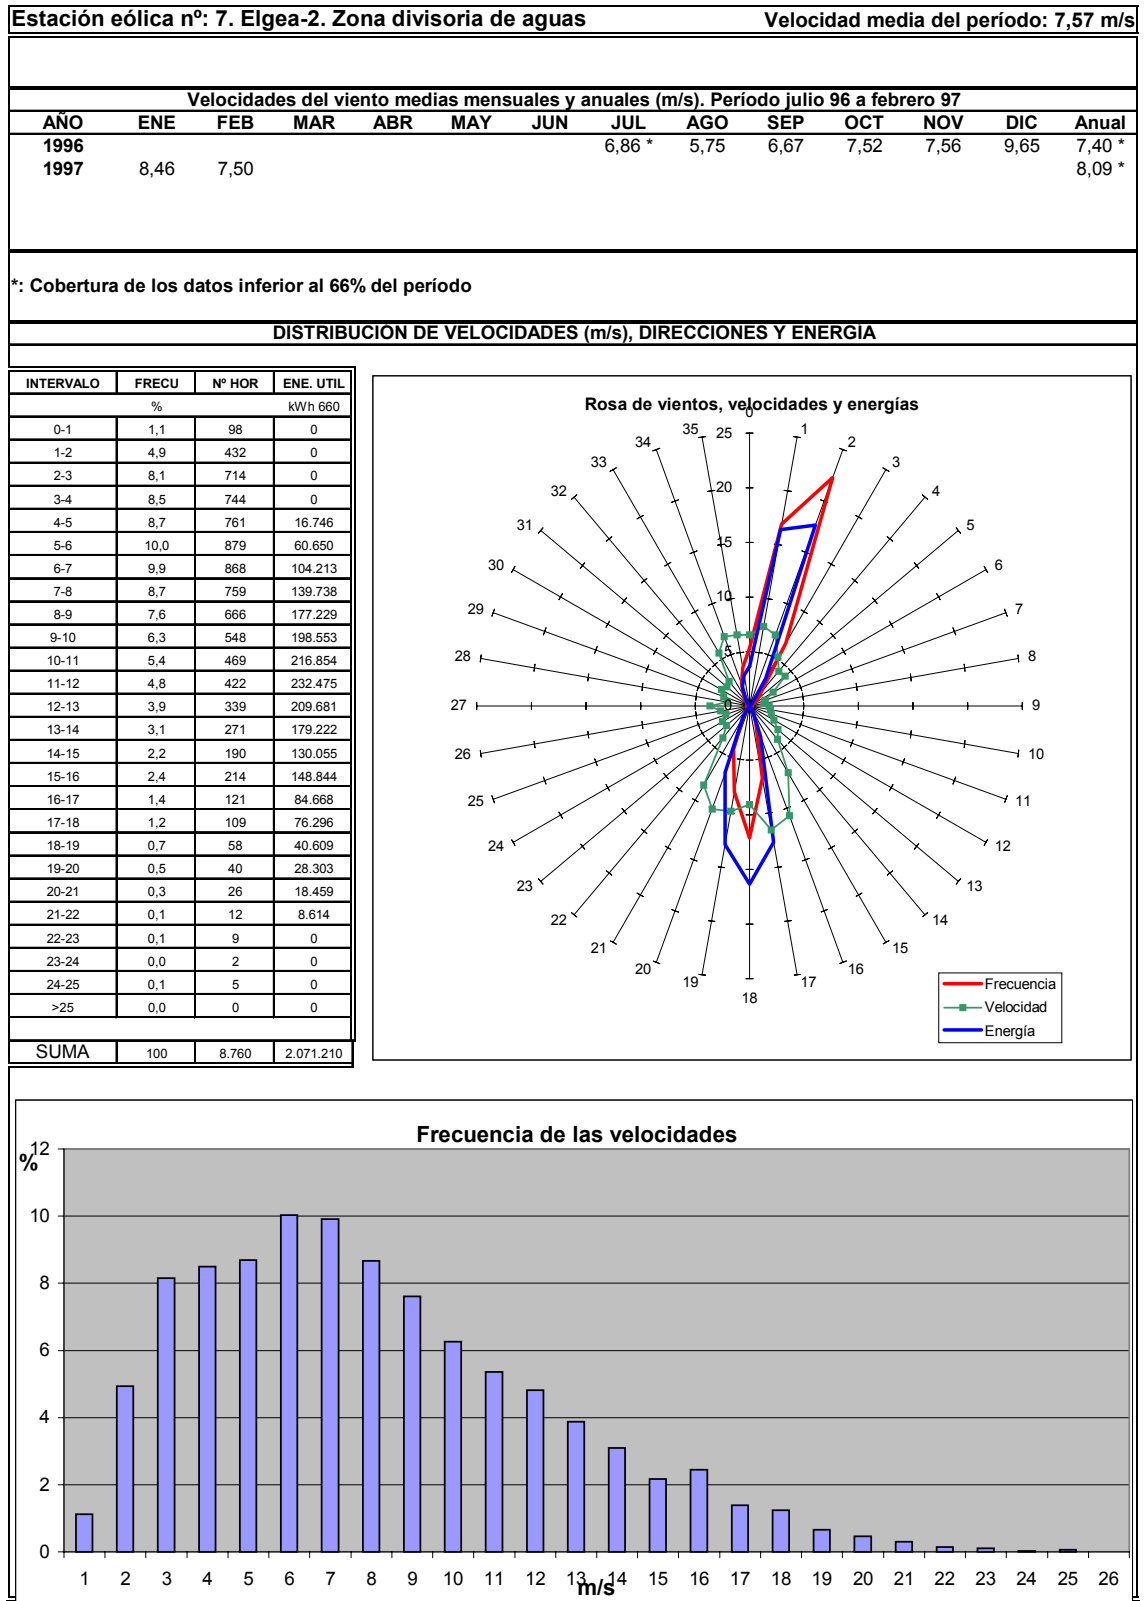 Estación eólica nº: 7. Elgea-2. Zona divisoria de aguas Velocidad media del período: 7,57 m/s
Velocidades del viento medias mensuales y anuales (m/s). Período julio 96 a febrero 97
AÑO ENE FEB MAR ABR MAY JUN JUL AGO SEP OCT NOV DIC Anual
1996 6,86 * 5,75 6,67 7,52 7,56 9,65 7,40 *
1997 8,46 7,50 8,09 *
*: Cobertura de los datos inferior al 66% del período
DISTRIBUCIÓN DE VELOCIDADES (m/s), DIRECCIONES Y ENERGÍA
INTERVALO FRECU Nº HOR ENE. UTIL
% kWh 660
0-1 1,1 98 0
1-2 4,9 432 0
2-3 8,1 714 0
3-4 8,5 744 0
4-5 8,7 761 16.746
5-6 10,0 879 60.650
6-7 9,9 868 104.213
7-8 8,7 759 139.738
8-9 7,6 666 177.229
9-10 6,3 548 198.553
10-11 5,4 469 216.854
11-12 4,8 422 232.475
12-13 3,9 339 209.681
13-14 3,1 271 179.222
14-15 2,2 190 130.055
15-16 2,4 214 148.844
16-17 1,4 121 84.668
17-18 1,2 109 76.296
18-19 0,7 58 40.609
19-20 0,5 40 28.303
20-21 0,3 26 18.459
21-22 0,1 12 8.614
22-23 0,1 9 0
23-24 0,0 2 0
24-25 0,1 5 0
>25 0,0 0 0
SUMA 100 8.760 2.071.210
Rosa de vientos, velocidades y energías
0
1
2
3
4
5
6
7
8
9
10
11
12
13
14
15
16
17
18
19
20
21
22
23
24
25
26
27
28
29
30
31
32
33
34
35
25
20
15
10
5
0
Frecuencia
Velocidad
Energía
Frecuencia de las velocidades
%
12
10
8
6
4
2
0
1 2 3 4 5 6 7 8 9 10 11 12 13 14 15 16 17 18 19 20 21 22 23 24 25 26
m/s